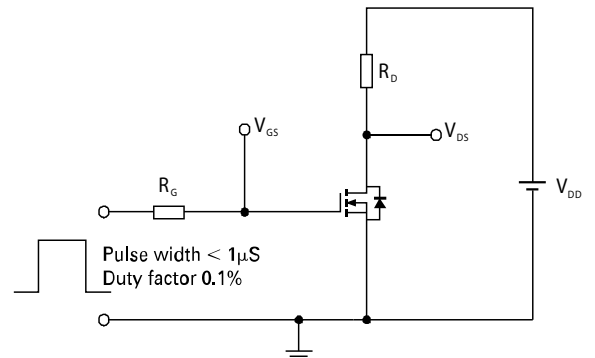 R_D
V_GS
V_DS
R_G
V_DD
Pulse width < 1μS
Duty factor 0.1%